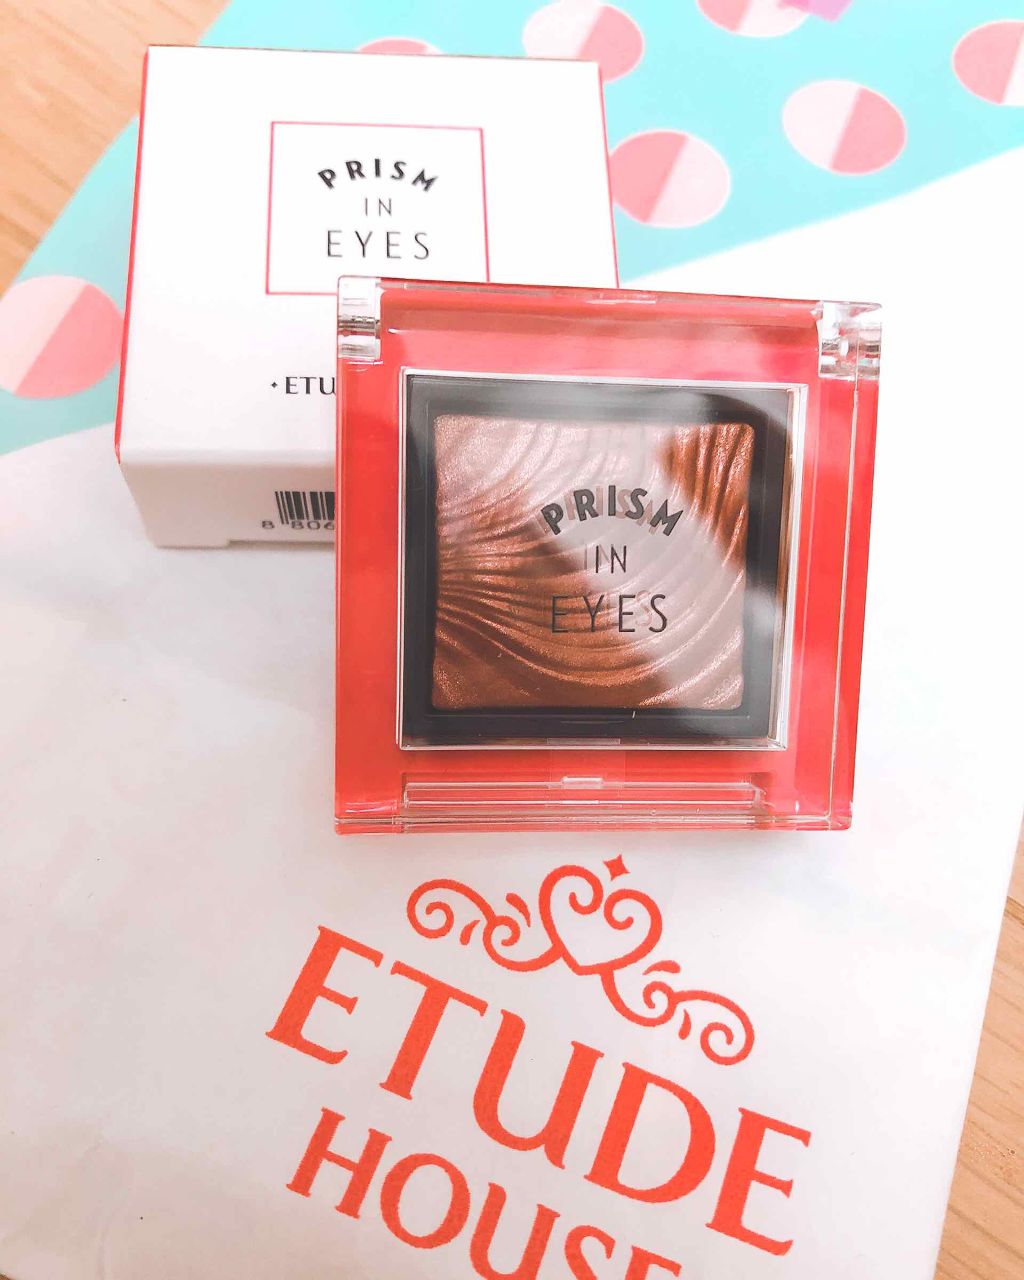 PRISM
IN
EYES
ETU
8 806
PRISM
IN
EYES
ETUDE
HOUSE